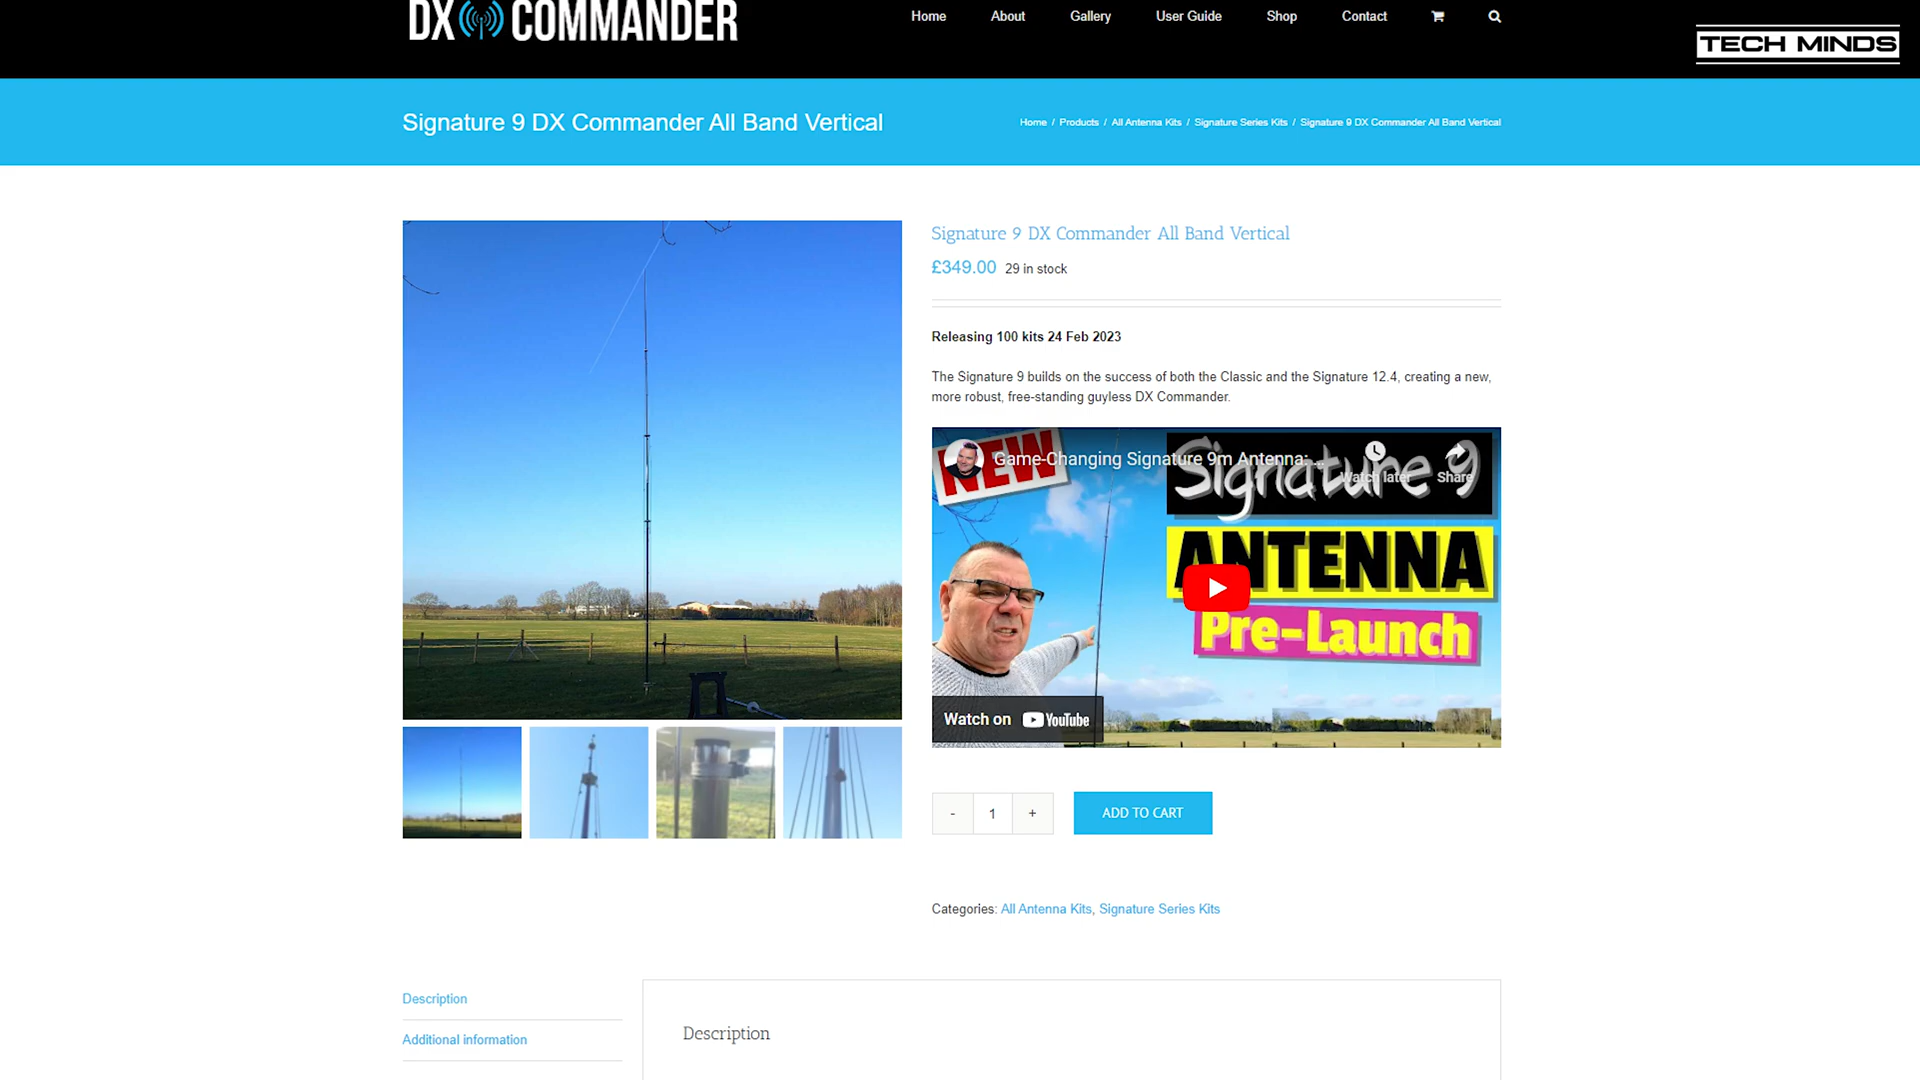 DX COMMANDER
Home About Gallery User Guide Shop Contact
TECH MINDS
Signature 9 DX Commander All Band Vertical
Home / Products / All Antenna Kits / Signature Series Kits / Signature 9 DX Commander All Band Vertical
Signature 9 DX Commander All Band Vertical
£349.00 29 in stock
Releasing 100 kits 24 Feb 2023
The Signature 9 builds on the success of both the Classic and the Signature 12.4, creating a new,
more robust, free-standing guyless DX Commander.
NEW
Game-Changing Signature 9m Antenna: ...
Watch later
Share
Signature 9
ANTENNA
Pre-Launch
Watch on YouTube
- 1 +
ADD TO CART
Categories: All Antenna Kits, Signature Series Kits
Description
Additional information
Description